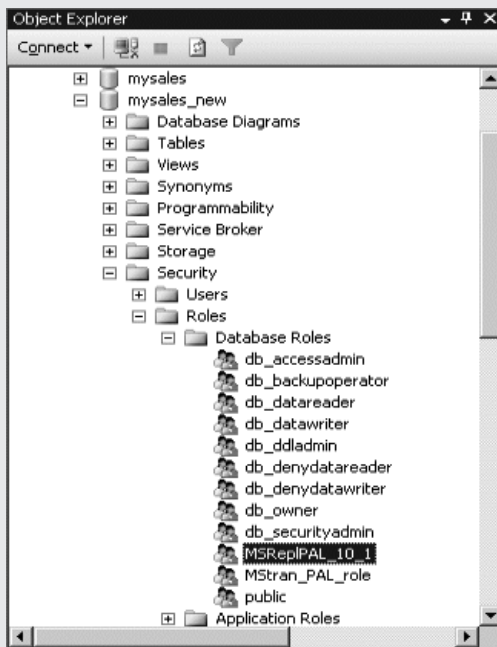 Object Explorer
Connect
mysales
mysales_new
Database Diagrams
Tables
Views
Synonyms
Programmability
Service Broker
Storage
Security
Users
Roles
Database Roles
db_accessadmin
db_backupoperator
db_datareader
db_datawriter
db_ddladmin
db_denydatareader
db_denydatawriter
db_owner
db_securityadmin
MSReplPAL_10_1
MStran_PAL_role
public
Application Roles